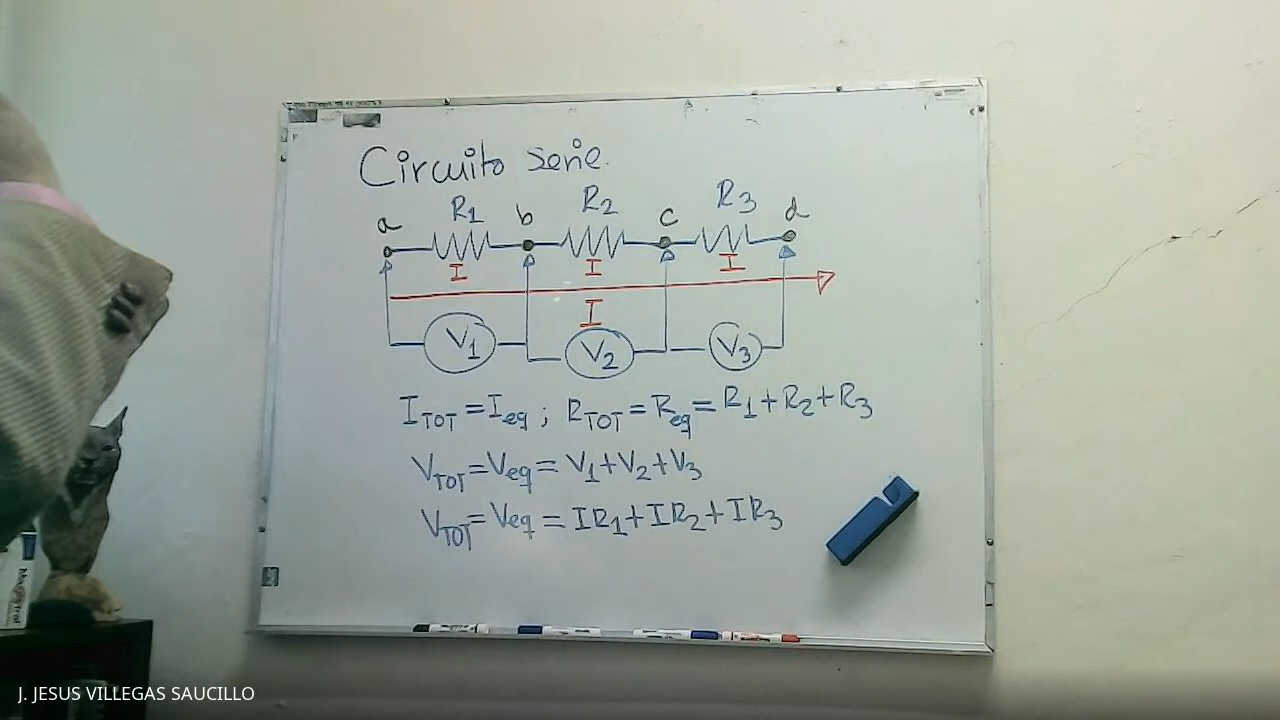 Circuito serie.
R1 R2 R3
a b c d
I I I
I
V1 V2 V3
ITOT = Ieq ; RTOT = Req = R1 + R2 + R3
VTOT = Veq = V1 + V2 + V3
VTOT = Veq = IR1 + IR2 + IR3
J. JESUS VILLEGAS SAUCILLO